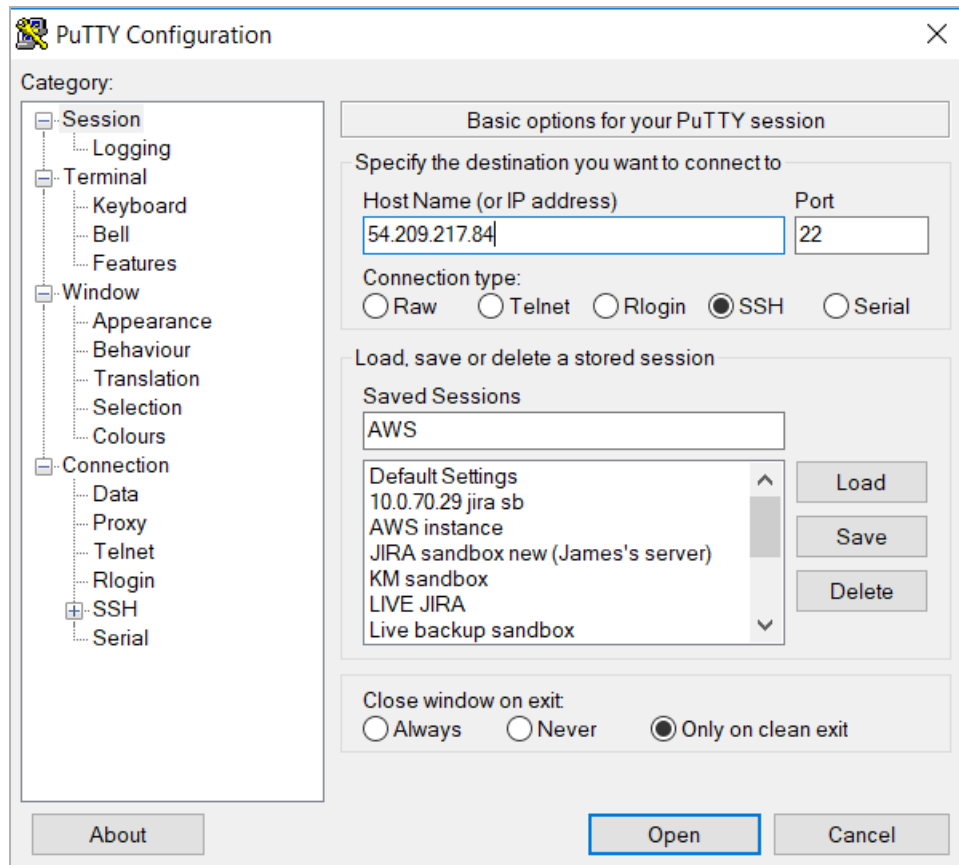 PuTTY Configuration
Category:
Session
Logging
Terminal
Keyboard
Bell
Features
Window
Appearance
Behaviour
Translation
Selection
Colours
Connection
Data
Proxy
Telnet
Rlogin
SSH
Serial
Basic options for your PuTTY session
Specify the destination you want to connect to
Host Name (or IP address) Port
54.209.217.84 22
Connection type:
Raw Telnet Rlogin SSH Serial
Load, save or delete a stored session
Saved Sessions
AWS
Default Settings
10.0.70.29 jira sb
AWS instance
JIRA sandbox new (James's server)
KM sandbox
LIVE JIRA
Live backup sandbox
Load
Save
Delete
Close window on exit:
Always Never Only on clean exit
About Open Cancel